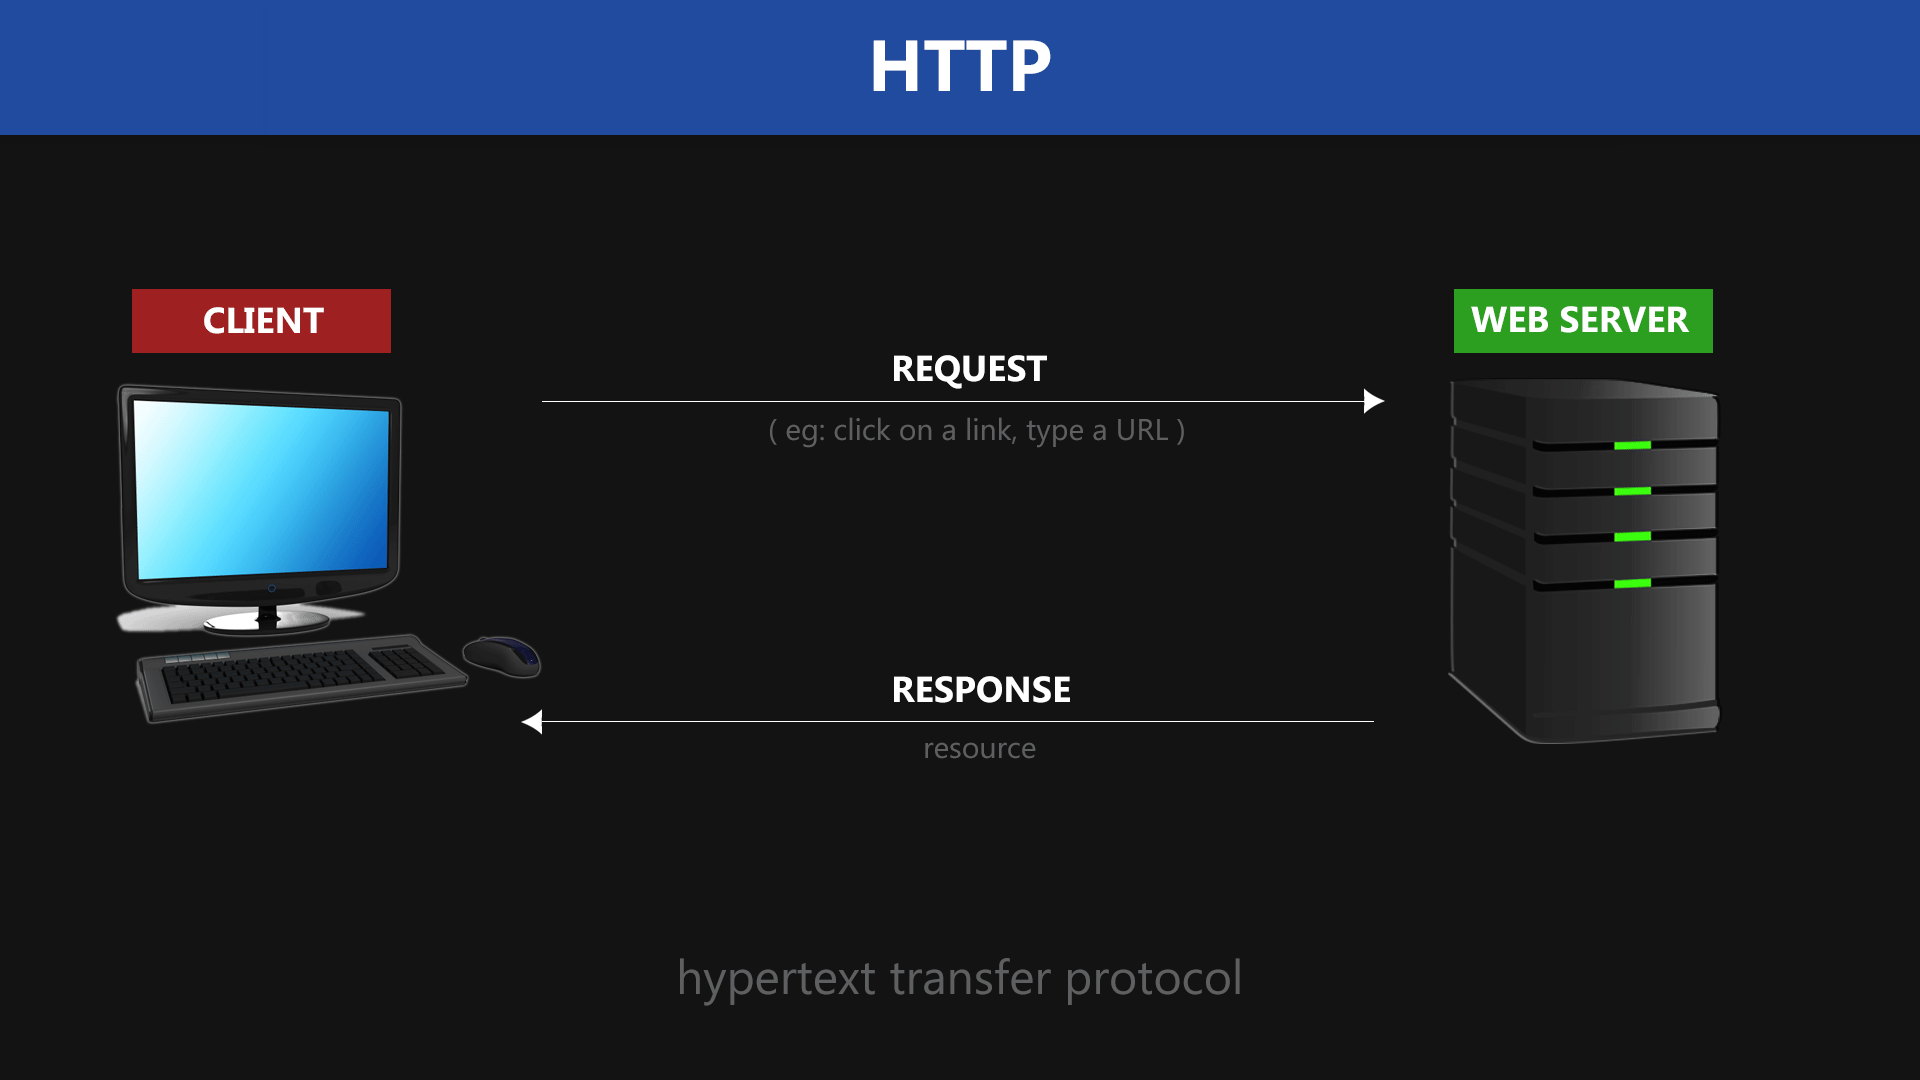 HTTP
CLIENT
WEB SERVER
REQUEST
( eg: click on a link, type a URL )
RESPONSE
resource
hypertext transfer protocol